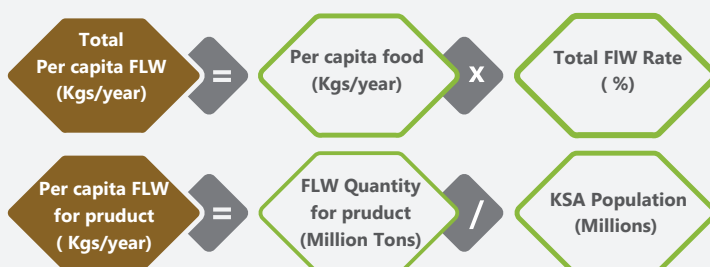 Total
Per capita FLW
(Kgs/year)
=
Per capita food
(Kgs/year)
x
Total FlW Rate
( %)
Per capita FLW
for pruduct
( Kgs/year)
=
FLW Quantity
for pruduct
(Million Tons)
/
KSA Population
(Millions)